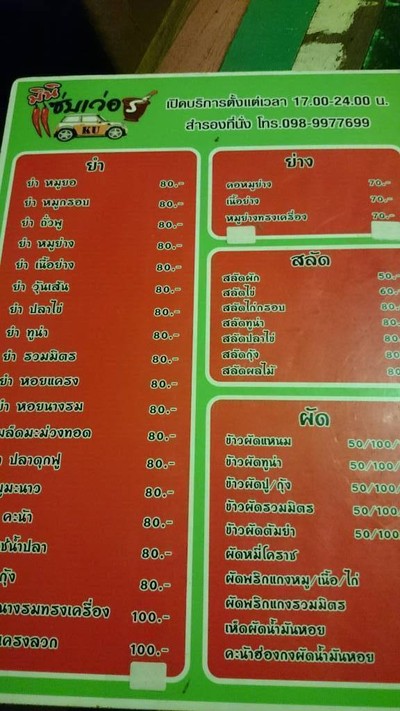 มินิ
ซ่บเว่อร์
KU
เปิดบริการตั้งแต่เวลา 17.00-24.00 น.
สำรองที่นั่ง โทร.098-9977699
ยำ
ยำ หมูยอ 80.-
ยำ หมูกรอบ 80.-
ยำ ถั่วพู 80.-
ยำ หมูย่าง 80.-
ยำ เนื้อย่าง 80.-
ยำ วุ้นเส้น 80.-
ยำ ปลาไข่ 80.-
ยำ ทูน่า 80.-
ยำ รวมมิตร 80.-
ยำ หอยแครง 80.-
ยำ หอยนางรม 80.-
สลัดมะม่วงทอด 80.-
ปลาดุกฟู 80.-
มะนาว 80.-
คะน้า 80.-
น้ำปลา 80.-
กุ้ง 80.-
นางรมทรงเครื่อง 100.-
แครงลวก 100.-
ย่าง
คอหมูย่าง 70.-
เนื้อย่าง 70.-
หมูย่างทรงเครื่อง 70.-
สลัด
สลัดผัก 50.-
สลัดไข่ 60.-
สลัดไก่กรอบ 80
สลัดทูน่า 80
สลัดปลาไข่ 80
สลัดกุ้ง 80
สลัดผลไม้ 80
ผัด
ข้าวผัดแหนม 50/100/
ข้าวผัดทูน่า 50/100/
ข้าวผัดปู/กุ้ง 50/100/
ข้าวผัดรวมมิตร 50/100/
ข้าวผัดต้มยำ 50/100
ผัดหมี่โคราช
ผัดพริกแกงหมู/เนื้อ/ไก่
ผัดพริกแกงรวมมิตร
เห็ดผัดน้ำมันหอย
คะน้าฮ่องกงผัดน้ำมันหอย